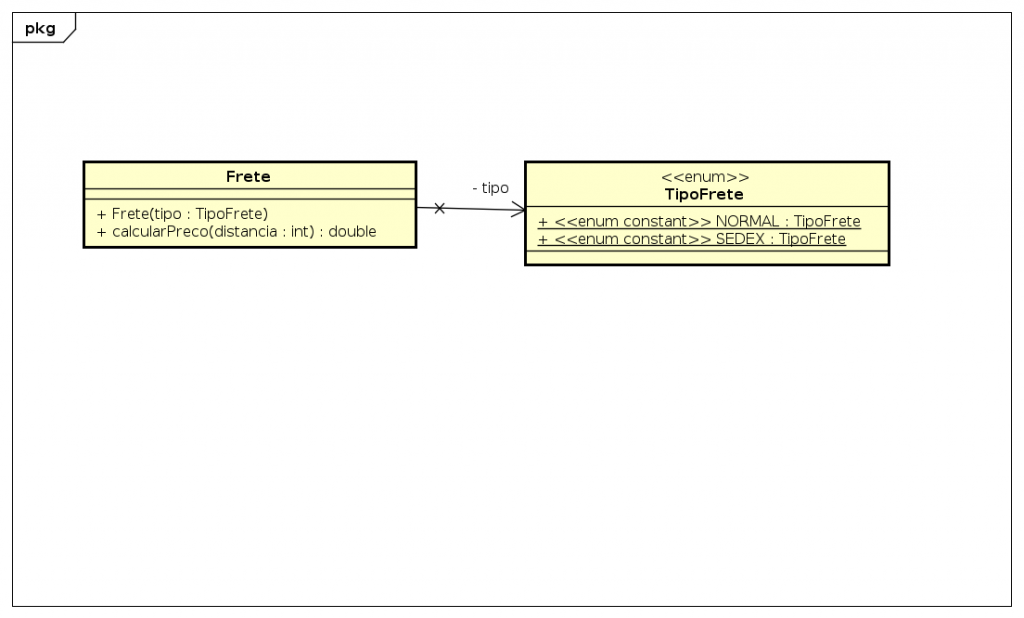 pkg
Frete
+ Frete(tipo : TipoFrete)
+ calcularPreco(distancia : int) : double
- tipo
<<enum>>
TipoFrete
+ <<enum constant>> NORMAL : TipoFrete
+ <<enum constant>> SEDEX : TipoFrete